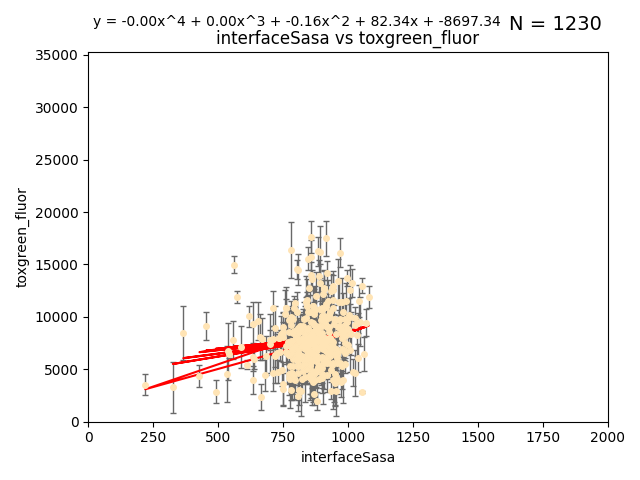 y = -0.00x^4 + 0.00x^3 + -0.16x^2 + 82.34x + -8697.34 N = 1230
interfaceSasa vs toxgreen_fluor
35000
30000
25000
20000
15000
10000
5000
0
toxgreen_fluor
0 250 500 750 1000 1250 1500 1750 2000
interfaceSasa